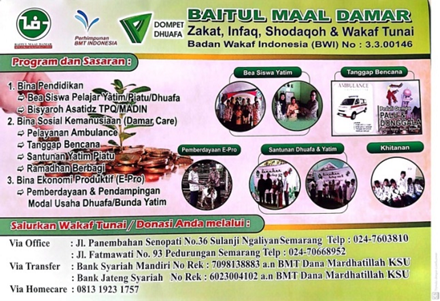 BAITUL MAAL DAMAR
Perhimpunan
BMT INDONESIA
DOMPET
DHUAFA
BAITUL MAAL DAMAR
Zakat, Infaq, Shodaqoh & Wakaf Tunai
Badan Wakaf Indonesia (BWI) No : 3.3.00146
Program dan Sasaran :
1. Bina Pendidikan
Bea Siswa Pelajar Yatim/Piatu/Dhuafa
Bisyaroh Asatidz TPQ/MADIN
2. Bina Sosial Kemanusiaan (Damar Care)
Pelayanan Ambulance
Tanggap Bencana
Santunan Yatim Piatu
Ramadhan Berbagi
3. Bina Ekonomi Produktif (E-Pro)
Pemberdayaan & Pendampingan
Modal Usaha Dhuafa/Bunda Yatim
Bea Siswa Yatim
Tanggap Bencana
AMBULANCE
Pemberdayaan E-Pro
Santunan Dhuafa & Yatim
Khitanan
Salurkan Wakaf Tunai / Donasi Anda melalui :
Via Office : Jl. Panembahan Senopati No.36 Sulanji Ngaliyan Semarang Telp : 024-7603810
: Jl. Fatmawati No. 93 Pedurungan Semarang Telp : 024-70668952
Via Transfer : Bank Syariah Mandiri No Rek : 7098138883 a.n BMT Dana Mardhatillah KSU
: Bank Jateng Syariah No Rek : 6023004102 a.n BMT Dana Mardhatillah KSU
Via Homecare : 0813 1923 1757